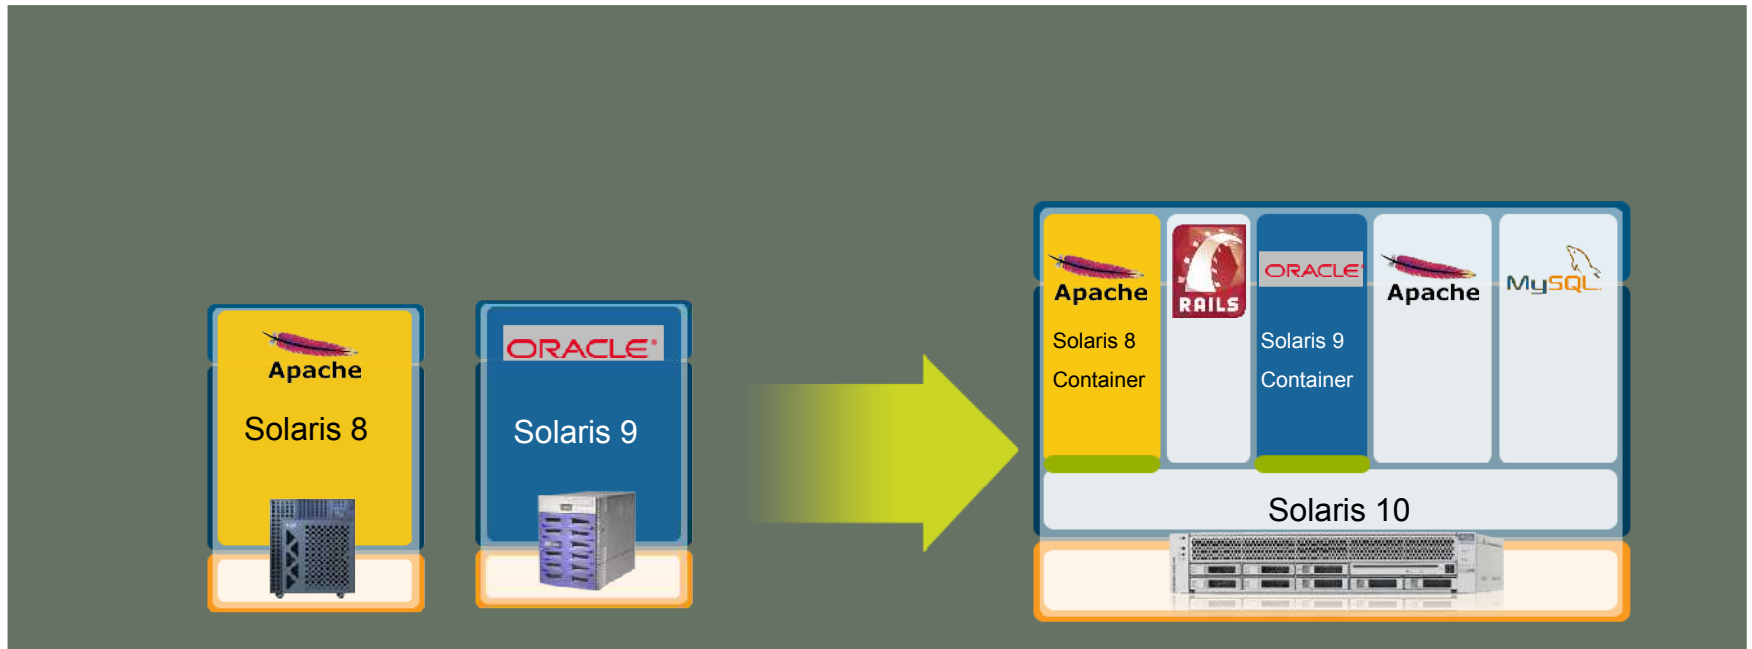 Apache
Solaris 8
ORACLE®
Solaris 9
Apache
Solaris 8
Container
RAILS
ORACLE
Solaris 9
Container
Apache
MySQL
Solaris 10